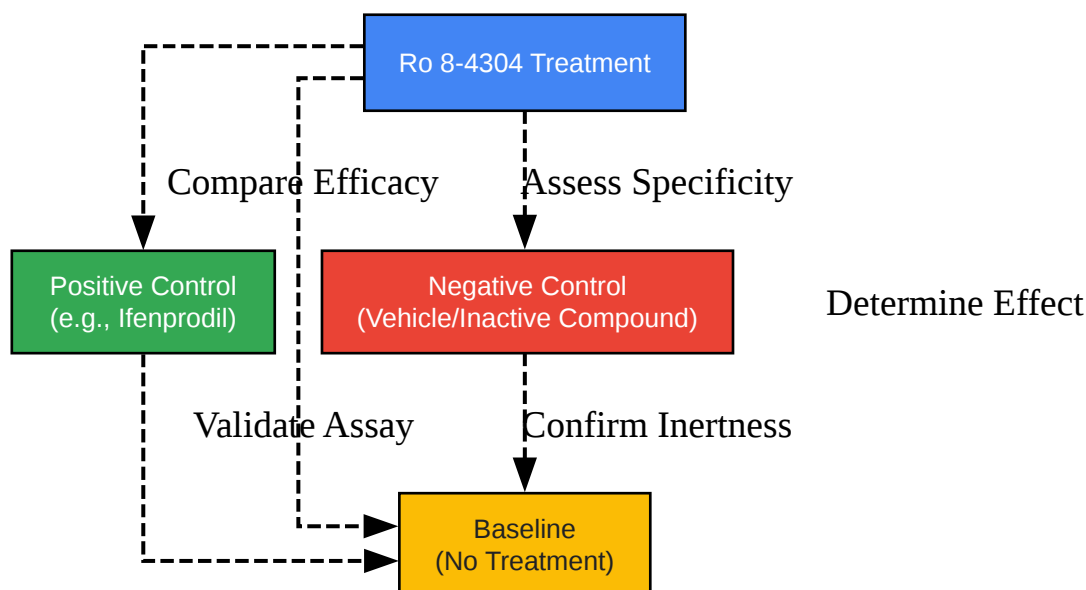 Ro 8-4304 Treatment
Compare Efficacy
Assess Specificity
Positive Control
(e.g., Ifenprodil)
Negative Control
(Vehicle/Inactive Compound)
Determine Effect
Validate Assay
Confirm Inertness
Baseline
(No Treatment)